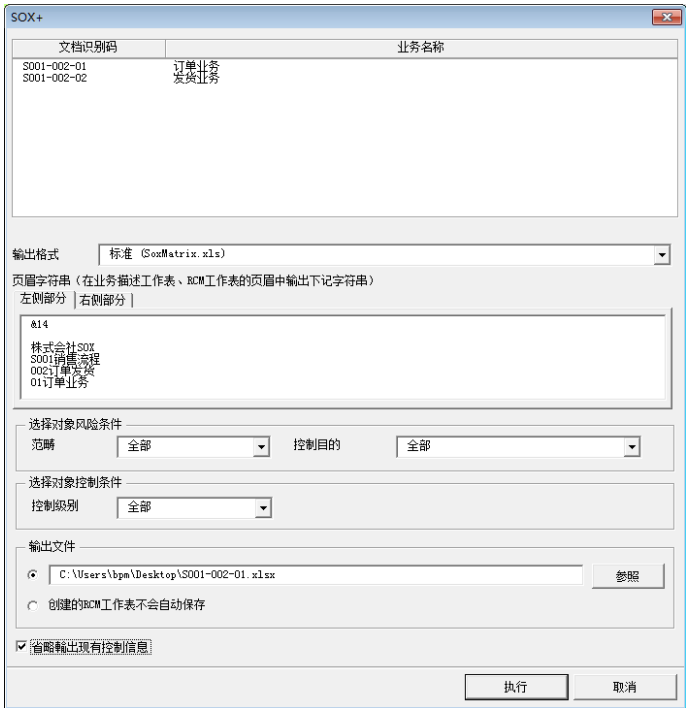 SOX+
文档识别码 业务名称
S001-002-01 订单业务
S001-002-02 发货业务
输出格式 标准 (SoxMatrix.xls)
页眉字符串（在业务描述工作表、RCM工作表的页眉中输出下记字符串）
左侧部分 右侧部分
&14
株式会社SOX
S001销售流程
002订单发货
01订单业务
选择对象风险条件
范畴 全部 控制目的 全部
选择对象控制条件
控制级别 全部
输出文件
C:\Users\bpm\Desktop\S001-002-01.xlsx 参照
创建的RCM工作表不会自动保存
省略輸出现有控制信息
执行 取消